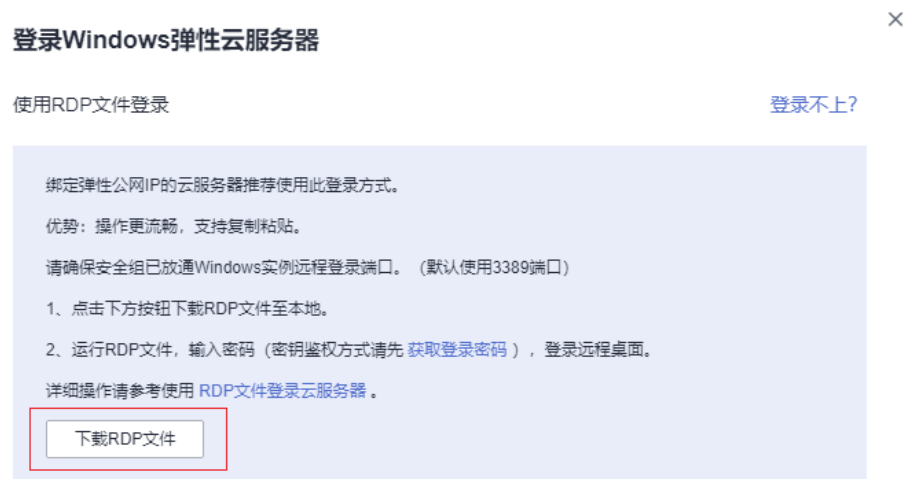 登录Windows弹性云服务器
使用RDP文件登录
登录不上?
绑定弹性公网IP的云服务器推荐使用此登录方式。
优势：操作更流畅，支持复制粘贴。
请确保安全组已放通Windows实例远程登录端口。（默认使用3389端口）
1、点击下方按钮下载RDP文件至本地。
2、运行RDP文件，输入密码（密钥鉴权方式请先 获取登录密码 ），登录远程桌面。
详细操作请参考使用 RDP文件登录云服务器 。
下载RDP文件